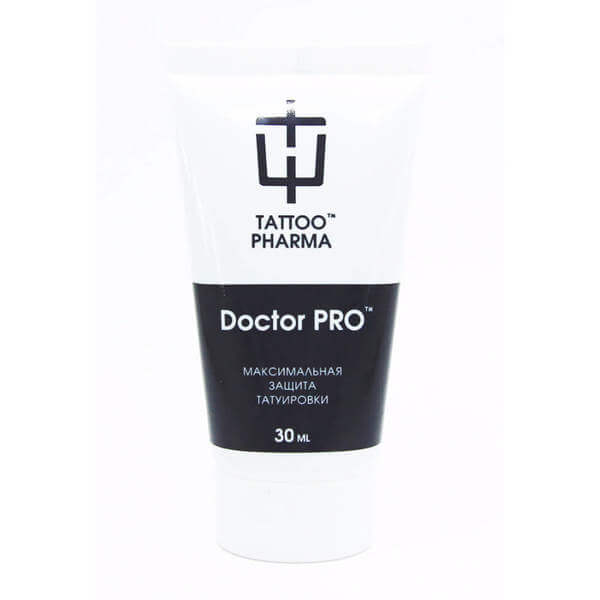 TATTOO™
PHARMA
Doctor PRO™
МАКСИМАЛЬНАЯ
ЗАЩИТА
ТАТУИРОВКИ
30 ML